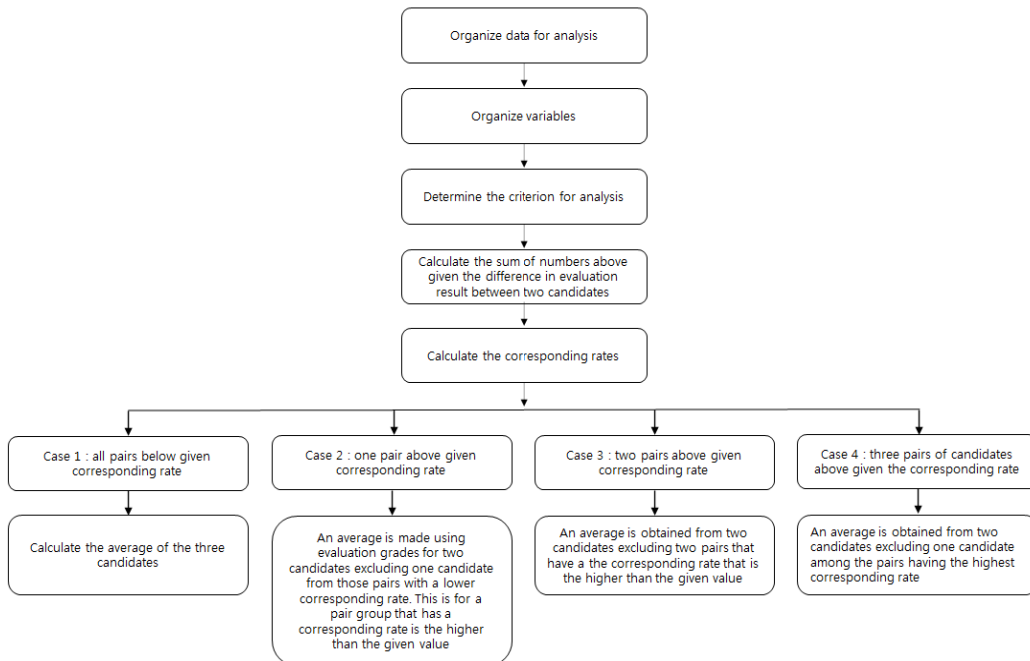 Organize data for analysis
Organize variables
Determine the criterion for analysis
Calculate the sum of numbers above
given the difference in evaluation
result between two candidates
Calculate the corresponding rates
Case 1 : all pairs below given
corresponding rate
Case 2 : one pair above given
corresponding rate
Case 3 : two pairs above given
corresponding rate
Case 4 : three pairs of candidates
above given the corresponding rate
Calculate the average of the three
candidates
An average is made using
evaluation grades for two
candidates excluding one candidate
from those pairs with a lower
corresponding rate. This is for a
pair group that has a
corresponding rate is the higher
than the given value
An average is obtained from two
candidates excluding two pairs that
have a the corresponding rate that is
the higher than the given value
An average is obtained from two
candidates excluding one candidate
among the pairs having the highest
corresponding rate